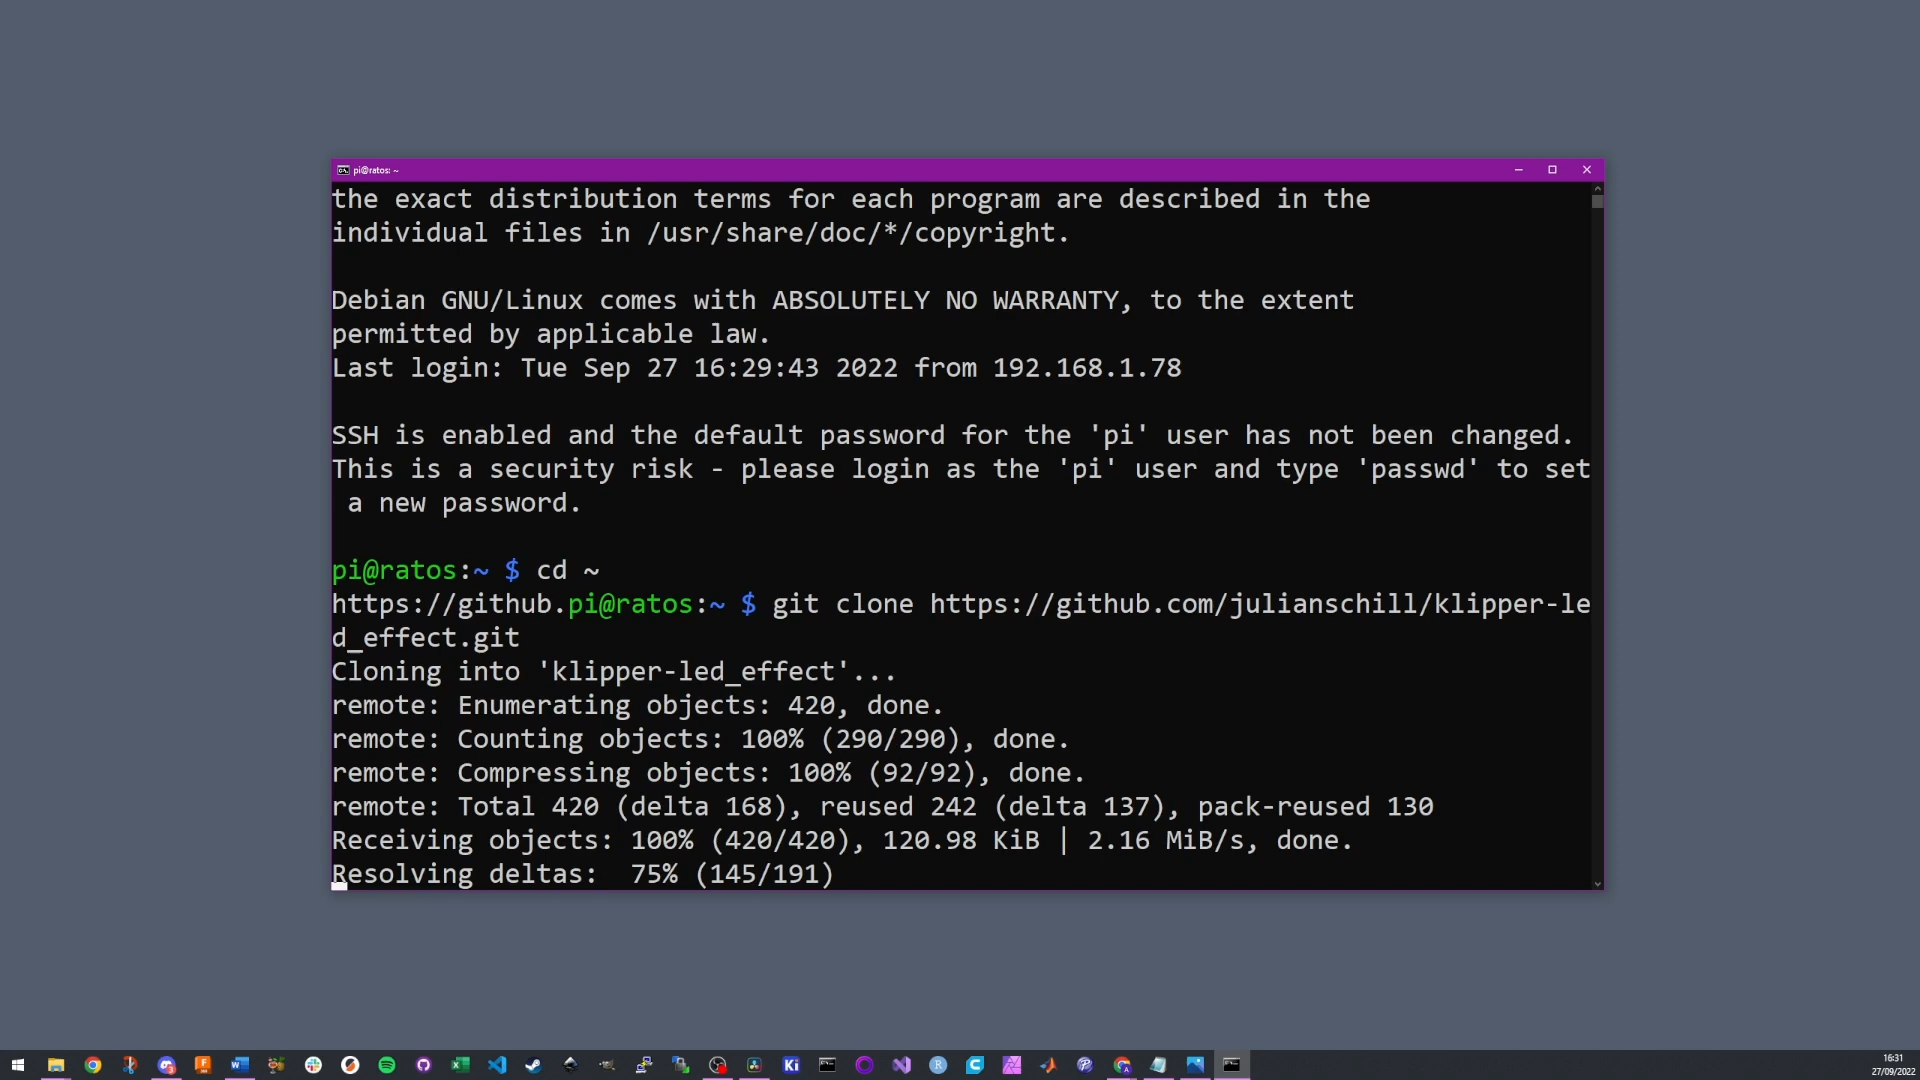 pi@ratos: ~
the exact distribution terms for each program are described in the
individual files in /usr/share/doc/*/copyright.
Debian GNU/Linux comes with ABSOLUTELY NO WARRANTY, to the extent
permitted by applicable law.
Last login: Tue Sep 27 16:29:43 2022 from 192.168.1.78
SSH is enabled and the default password for the 'pi' user has not been changed.
This is a security risk - please login as the 'pi' user and type 'passwd' to set
a new password.
pi@ratos:~ $ cd ~
https://github.pi@ratos:~ $ git clone https://github.com/julianschill/klipper-le
d_effect.git
Cloning into 'klipper-led_effect'...
remote: Enumerating objects: 420, done.
remote: Counting objects: 100% (290/290), done.
remote: Compressing objects: 100% (92/92), done.
remote: Total 420 (delta 168), reused 242 (delta 137), pack-reused 130
Receiving objects: 100% (420/420), 120.98 KiB | 2.16 MiB/s, done.
Resolving deltas:  75% (145/191)
16:31
27/09/2022